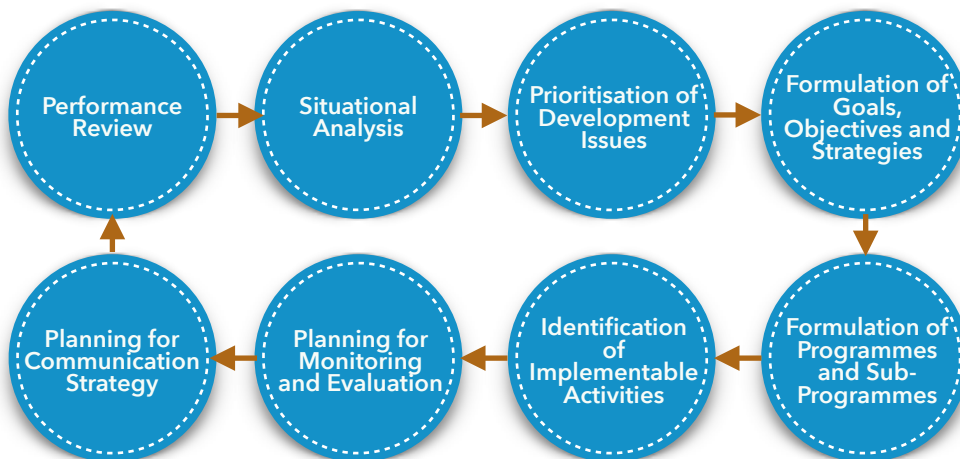 Performance
Review
Situational
Analysis
Prioritisation of
Development
Issues
Formulation of
Goals,
Objectives and
Strategies
Formulation of
Programmes
and Sub-
Programmes
Identification
of
Implementable
Activities
Planning for
Monitoring
and Evaluation
Planning for
Communication
Strategy